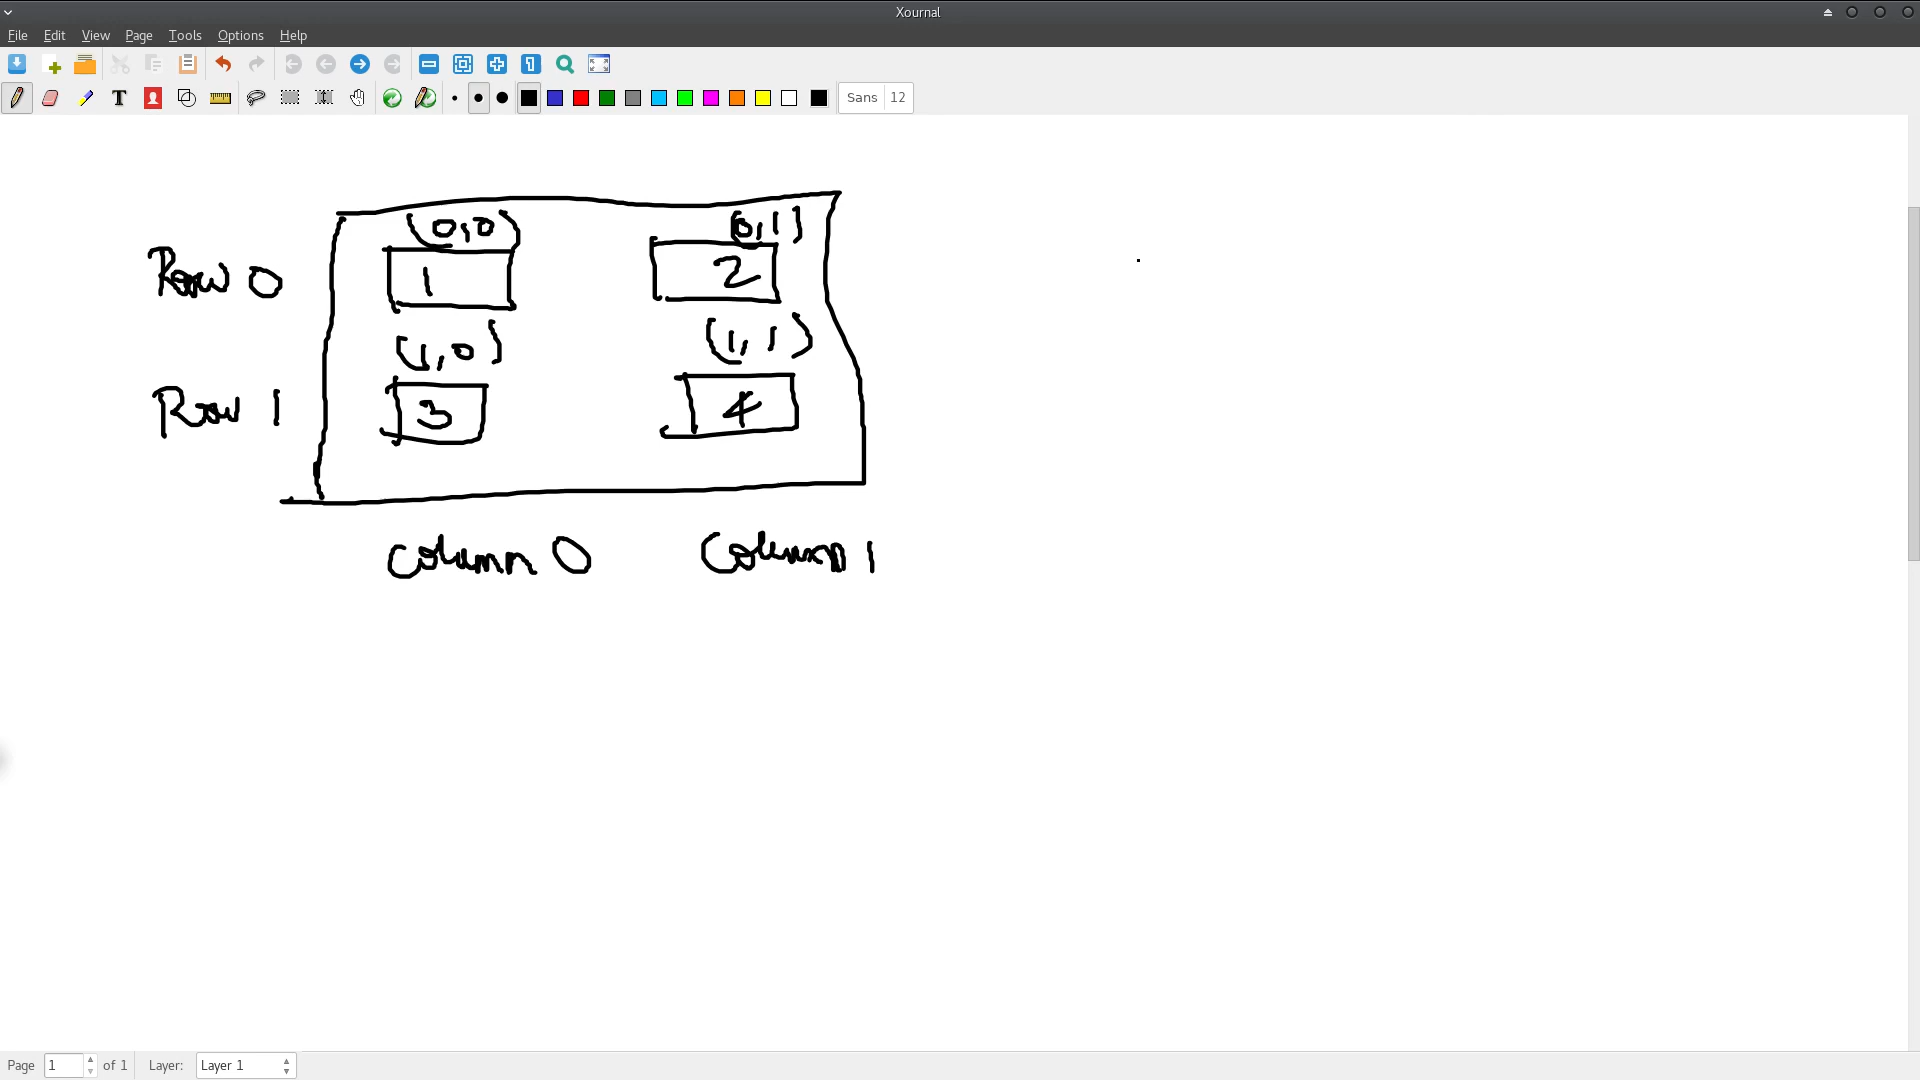 Xournal
File Edit View Page Tools Options Help
Sans 12
(0,0) (0,1)
Row 0 1 2
(1,0) (1,1)
Row 1 3 4
Column 0 Column 1
Page 1 of 1 Layer: Layer 1